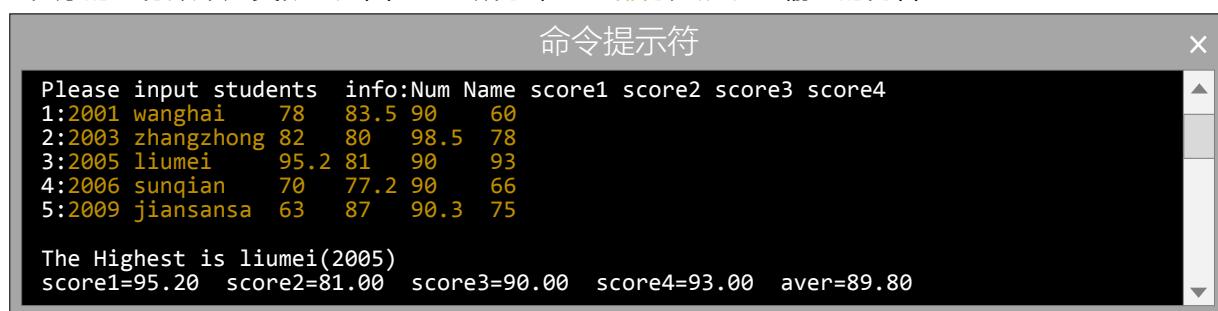 命令提示符 ×
Please input students info:Num Name score1 score2 score3 score4
1:2001 wanghai 78 83.5 90 60
2:2003 zhangzhong 82 80 98.5 78
3:2005 liumei 95.2 81 90 93
4:2006 sunqian 70 77.2 90 66
5:2009 jiansansa 63 87 90.3 75
The Highest is liumei(2005)
score1=95.20 score2=81.00 score3=90.00 score4=93.00 aver=89.80